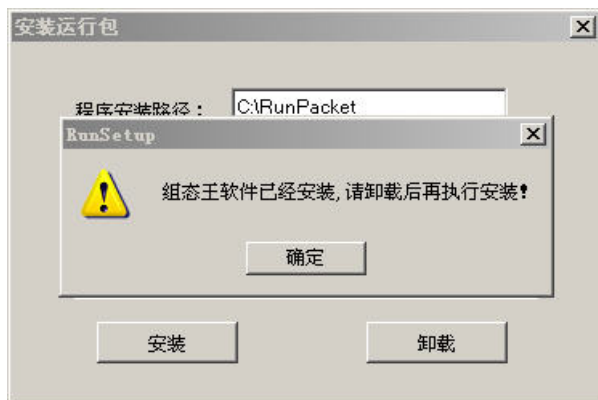 安装运行包
程序安装路径： C:\RunPacket
RunSetup
组态王软件已经安装,请卸载后再执行安装!
确定
安装
卸载